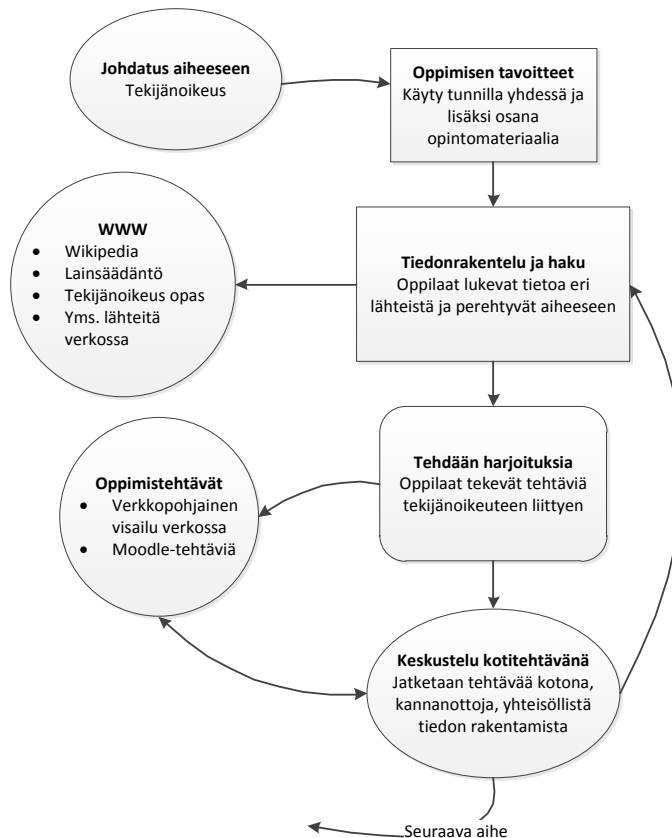 Johdatus aiheeseen
Tekijänoikeus
Oppimisen tavoitteet
Käyty tunnilla yhdessä ja
lisäksi osana
opintomateriaalia
WWW
• Wikipedia
• Lainsäädäntö
• Tekijänoikeus opas
• Yms. lähteitä
verkossa
Tiedonrakentelu ja haku
Oppilaat lukevat tietoa eri
lähteistä ja perehtyvät aiheeseen
Tehdään harjoituksia
Oppilaat tekevät tehtäviä
tekijänoikeuteen liittyen
Oppimistehtävät
• Verkkopohjainen
visailu verkossa
• Moodle-tehtäviä
Keskustelu kotitehtävänä
Jatketaan tehtävää kotona,
kannanottoja, yhteisöllistä
tiedon rakentamista
Seuraava aihe